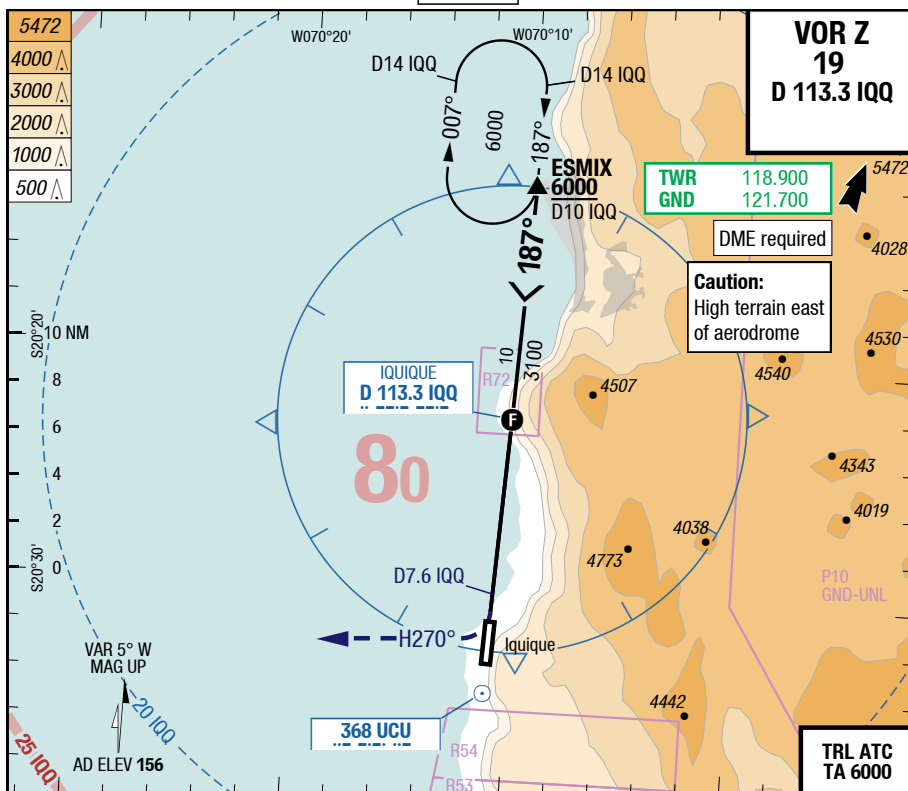 5472
4000
3000
2000
1000
500
W070°20'
W070°10'
VOR Z
19
D 113.3 IQQ
D14 IQQ
D14 IQQ
007°
6000
187°
ESMIX
6000
D10 IQQ
187°
TWR 118.900
GND 121.700
5472
DME required
4028
Caution:
High terrain east
of aerodrome
S20°20'
10 NM
8
6
4
2
0
S20°30'
10
3100
R72
IQUIQUE
D 113.3 IQQ
F
80
4507
4540
4530
4343
4019
4038
4773
P10
GND-UNL
D7.6 IQQ
H270°
Iquique
VAR 5° W
MAG UP
20 IQQ
25 IQQ
AD ELEV 156
368 UCU
4442
R54
R53
TRL ATC
TA 6000